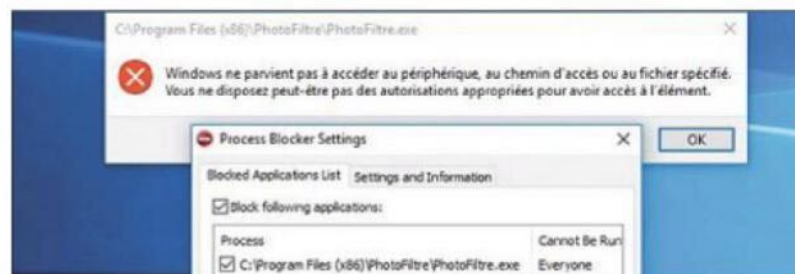 C:\Program Files (x86)\PhotoFiltre\PhotoFiltre.exe
Windows ne parvient pas à accéder au périphérique, au chemin d'accès ou au fichier spécifié.
Vous ne disposez peut-être pas des autorisations appropriées pour avoir accès à l'élément.
OK
Process Blocker Settings
Blocked Applications List Settings and Information
Block following applications:
Process Cannot Be Run
C:\Program Files (x86)\PhotoFiltre\PhotoFiltre.exe Everyone